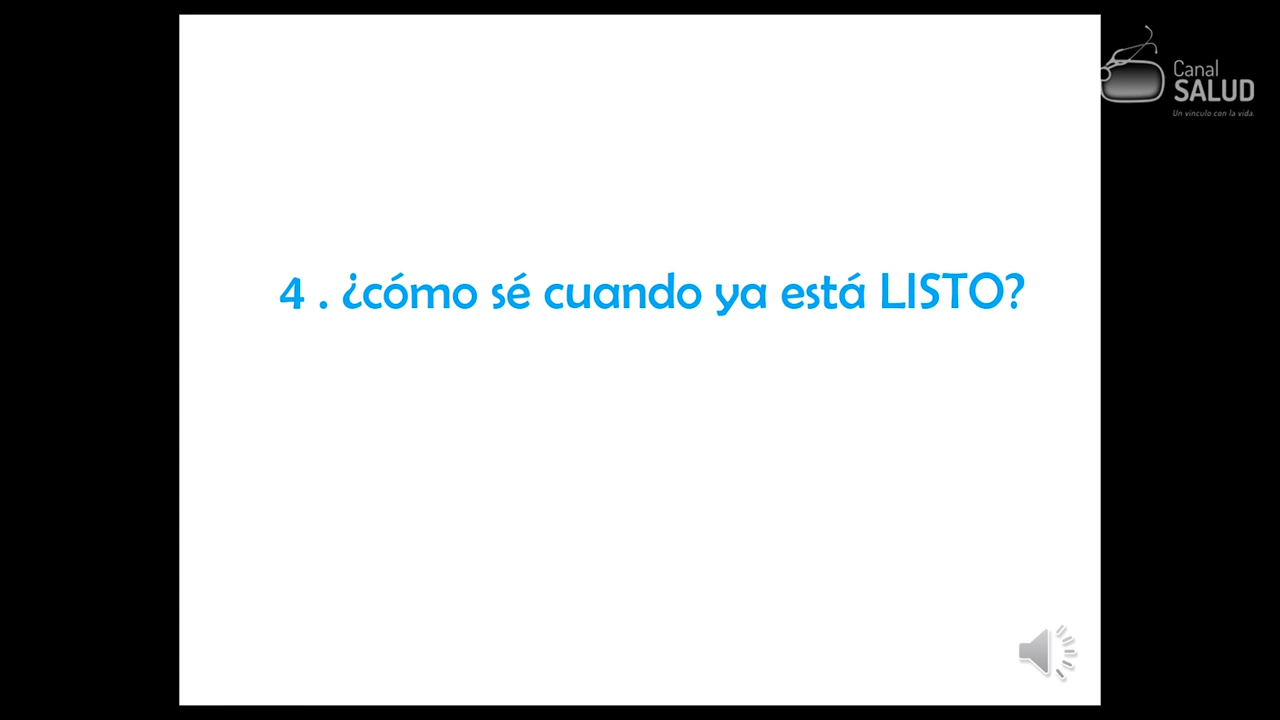 Canal
SALUD
Un vínculo con la vida.
4 . ¿cómo sé cuando ya está LISTO?